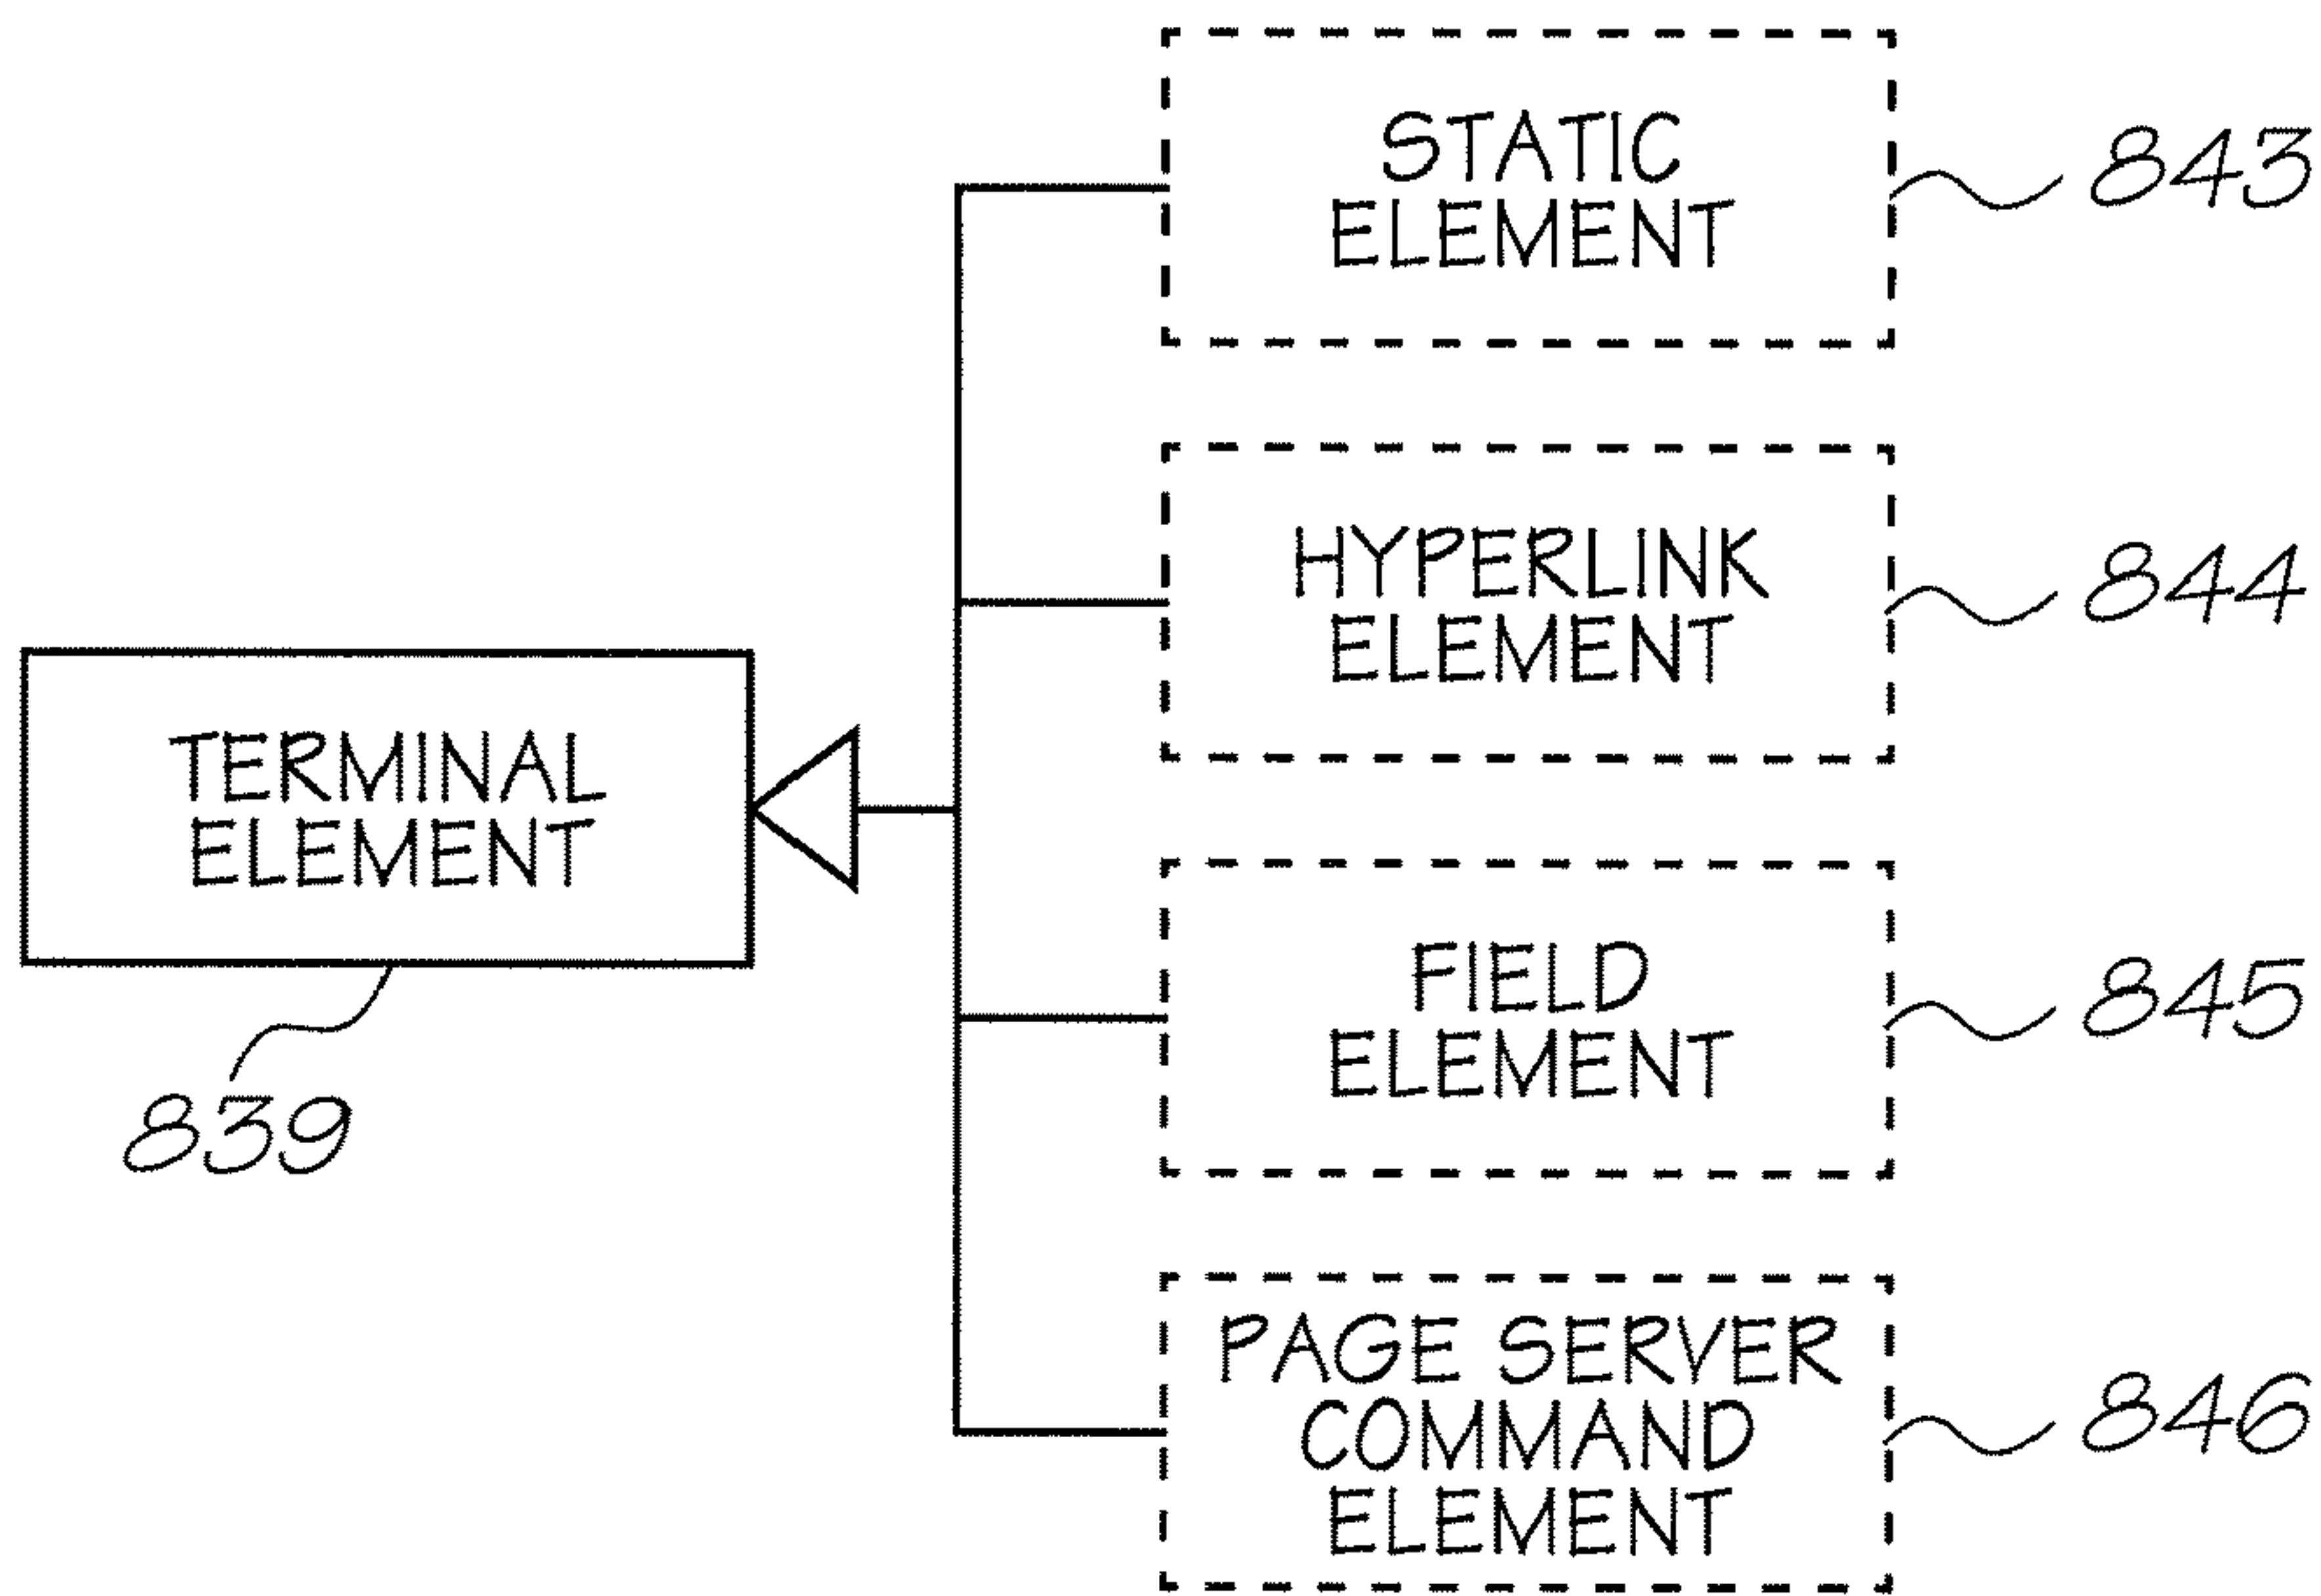 STATIC
ELEMENT
843
HYPERLINK
ELEMENT
844
TERMINAL
ELEMENT
839
FIELD
ELEMENT
845
PAGE SERVER
COMMAND
ELEMENT
846